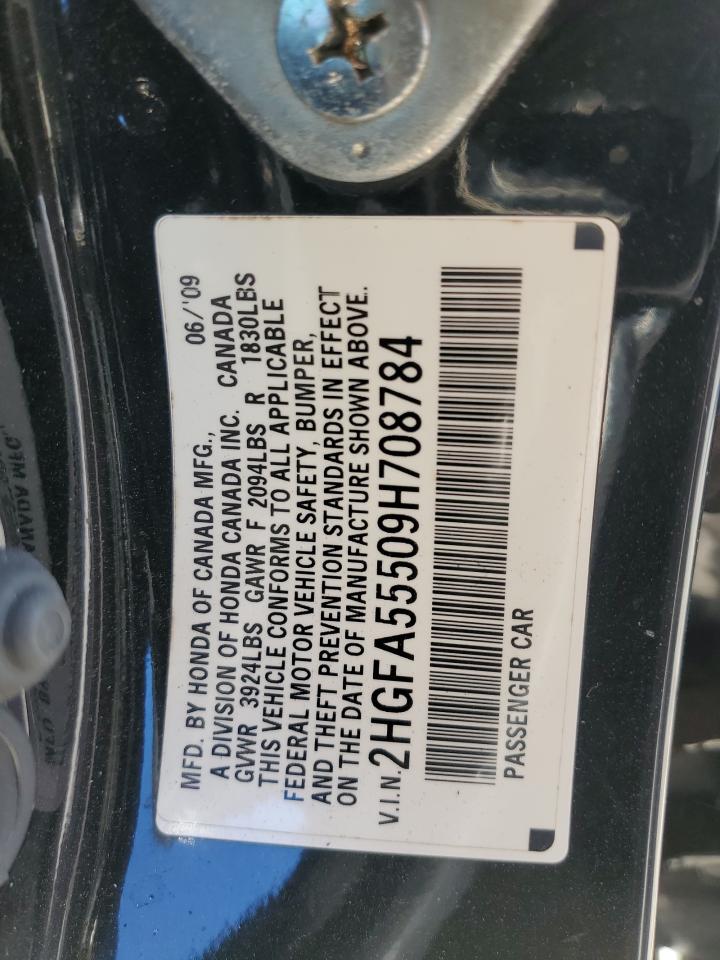 MFD. BY HONDA OF CANADA MFG., 06/'09
A DIVISION OF HONDA CANADA INC. CANADA
GVWR 3924LBS GAWR F 2094LBS R 1830LBS
THIS VEHICLE CONFORMS TO ALL APPLICABLE
FEDERAL MOTOR VEHICLE SAFETY, BUMPER,
AND THEFT PREVENTION STANDARDS IN EFFECT
ON THE DATE OF MANUFACTURE SHOWN ABOVE.
V.I.N. 2HGFA55509H708784
PASSENGER CAR